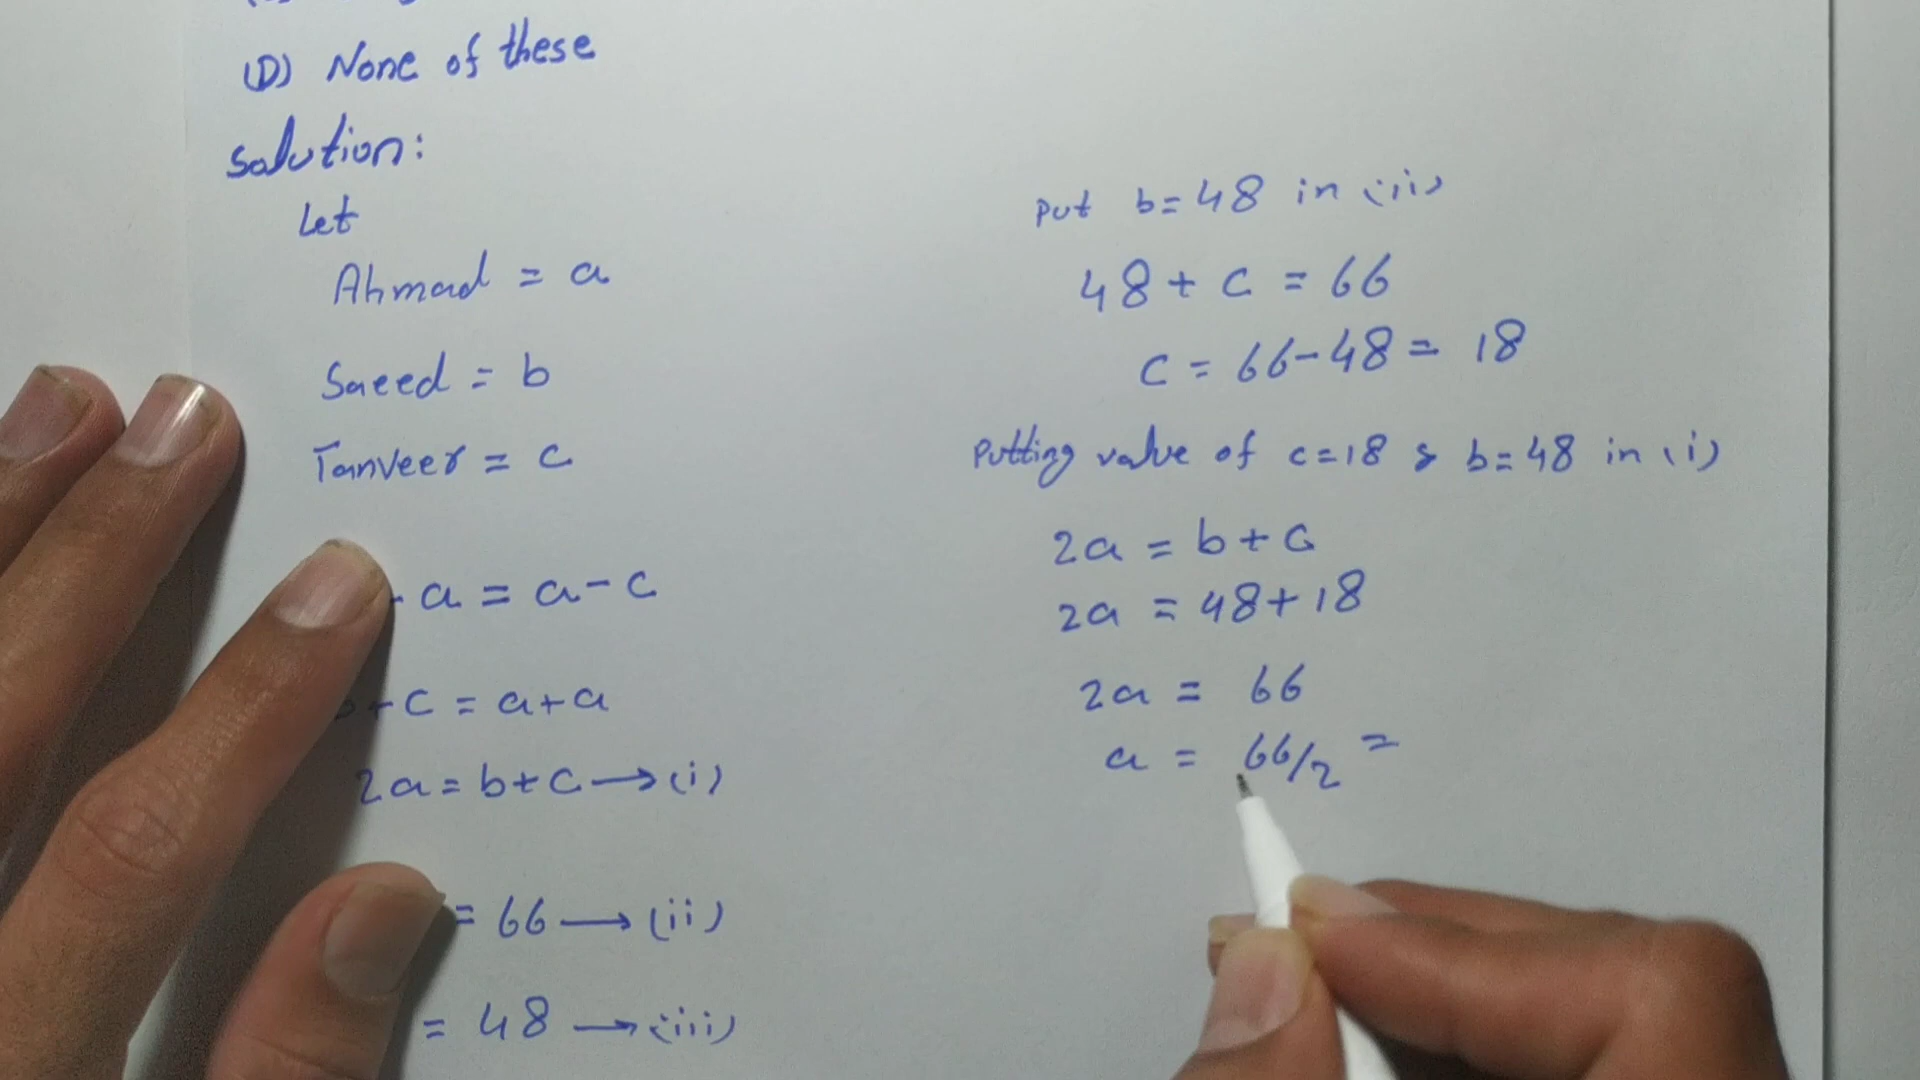 (D) None of these
Solution:
Let
Ahmad = a
Saeed = b
Tanveer = c
- a = a - c
+ c = a + a
2a = b + c → (i)
= 66 → (ii)
= 48 → (iii)
Put b = 48 in (ii)
48 + c = 66
c = 66 - 48 = 18
Putting value of c = 18 & b = 48 in (i)
2a = b + c
2a = 48 + 18
2a = 66
a = 66/2 =